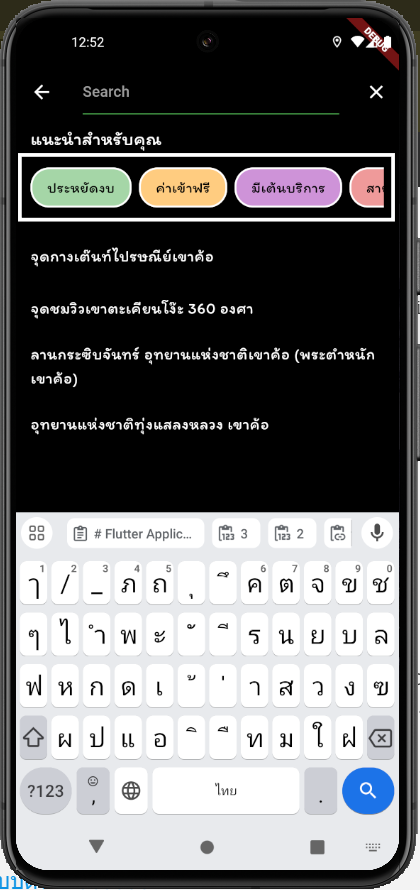 12:52
DEBUG
Search
แนะนำสำหรับคุณ
ประหยัดงบ
ค่าเข้าฟรี
มีเต้นบริการ
จุดกางเต๊นท์ไปรษณีย์เขาค้อ
จุดชมวิวเขาตะเคียนโง๊ะ 360 องศา
ลานกระซิบจันทร์ อุทยานแห่งชาติเขาค้อ (พระตำหนัก
เขาค้อ)
อุทยานแห่งชาติทุ่งแสลงหลวง เขาค้อ
# Flutter Applic... 3 2
ๅ 1 / 2 _ 3 ภ 4 ถ 5 ุ ึ ค 6 ต 7 จ 8 ข 9 ช 0
ๆ ไ ำ พ ะ ั ี ร น ย บ ล
ฟ ห ก ด เ ้ ่ า ส ว ง ฃ
ผ ป แ อ ิ ื ท ม ใ ฝ
?123 , ไทย .